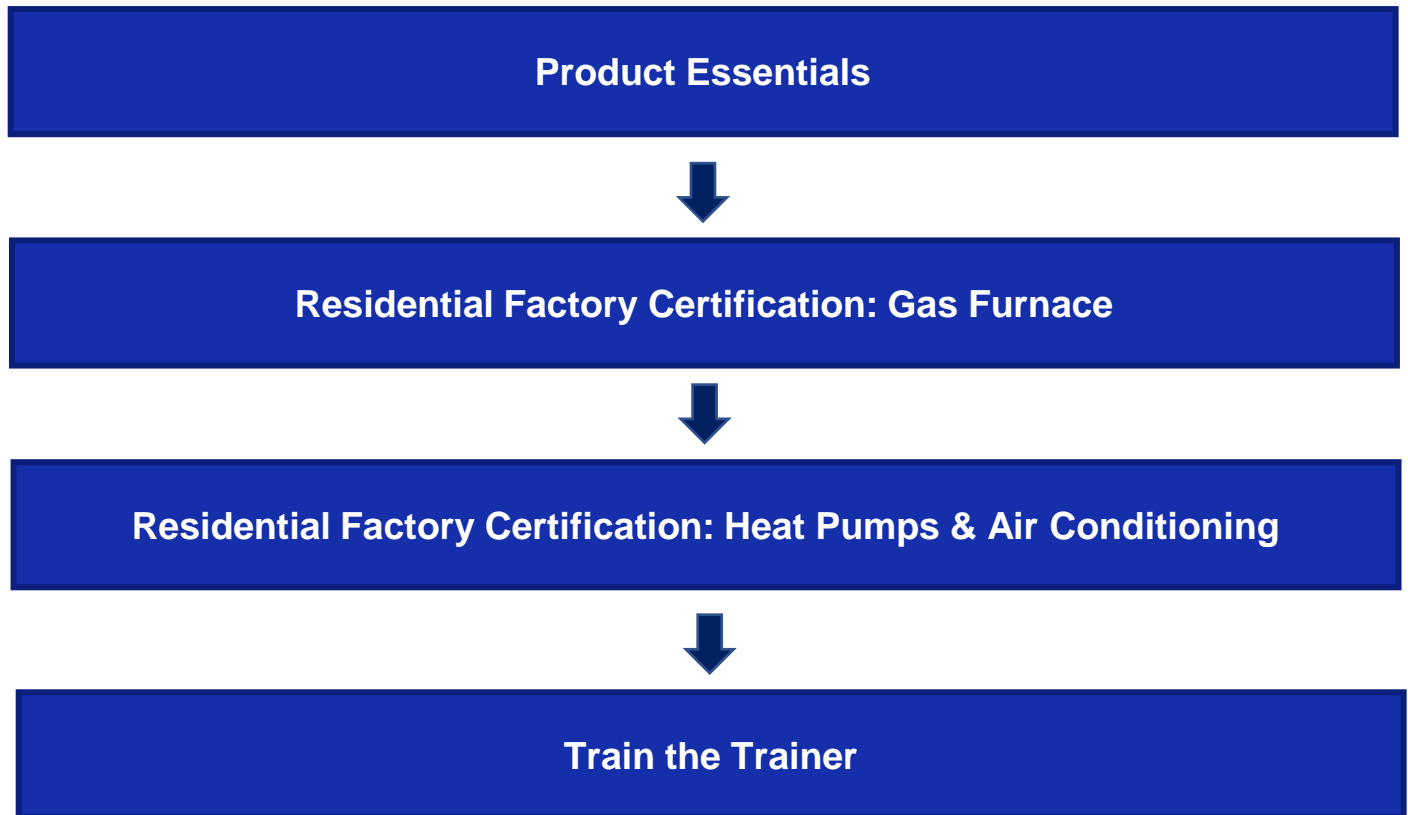 Product Essentials
Residential Factory Certification: Gas Furnace
Residential Factory Certification: Heat Pumps & Air Conditioning
Train the Trainer